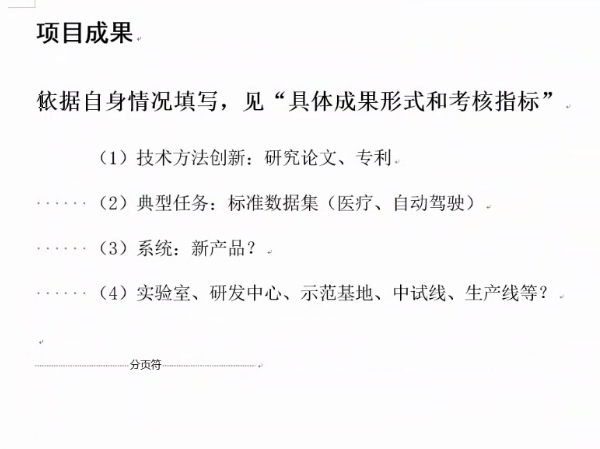 项目成果
依据自身情况填写，见“具体成果形式和考核指标”
（1）技术方法创新：研究论文、专利
（2）典型任务：标准数据集（医疗、自动驾驶）
（3）系统：新产品？
（4）实验室、研发中心、示范基地、中试线、生产线等？
分页符